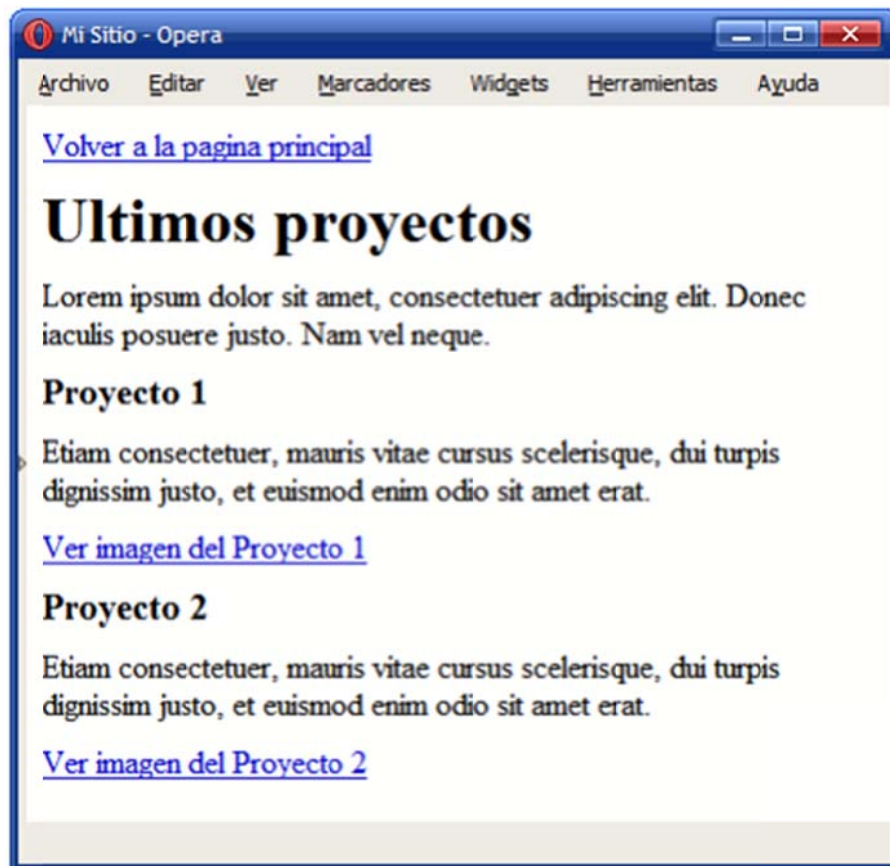 Mi Sitio - Opera
Archivo Editar Ver Marcadores Widgets Herramientas Ayuda
Volver a la pagina principal
Ultimos proyectos
Lorem ipsum dolor sit amet, consectetuer adipiscing elit. Donec
iaculis posuere justo. Nam vel neque.
Proyecto 1
Etiam consectetuer, mauris vitae cursus scelerisque, dui turpis
dignissim justo, et euismod enim odio sit amet erat.
Ver imagen del Proyecto 1
Proyecto 2
Etiam consectetuer, mauris vitae cursus scelerisque, dui turpis
dignissim justo, et euismod enim odio sit amet erat.
Ver imagen del Proyecto 2